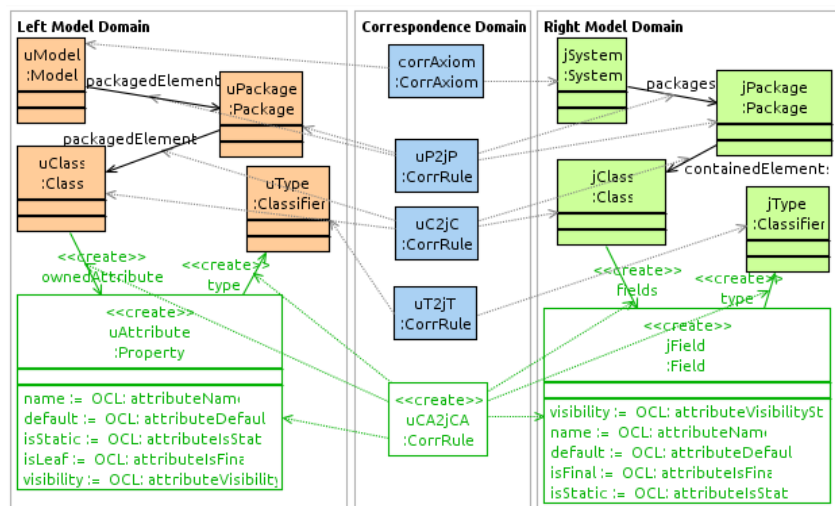 Left Model Domain
uModel
:Model
packagedElement
uPackage
:Package
packagedElement
uClass
:Class
uType
:Classifier
<<create>>
ownedAttribute
<<create>>
type
<<create>>
uAttribute
:Property
name := OCL: attributeName
default := OCL: attributeDefaul
isStatic := OCL: attributeIsStat
isLeaf := OCL: attributeIsFina
visibility := OCL: attributeVisibility
Correspondence Domain
corrAxiom
:CorrAxiom
uP2jP
:CorrRule
uC2jC
:CorrRule
uT2jT
:CorrRule
<<create>>
uCA2jCA
:CorrRule
Right Model Domain
jSystem
:System
packages
jPackage
:Package
containedElements
jClass
:Class
jType
:Classifier
<<create>>
fields
<<create>>
type
<<create>>
jField
:Field
visibility := OCL: attributeVisibilitySt
name := OCL: attributeName
default := OCL: attributeDefaul
isFinal := OCL: attributeIsFina
isStatic := OCL: attributeIsStat